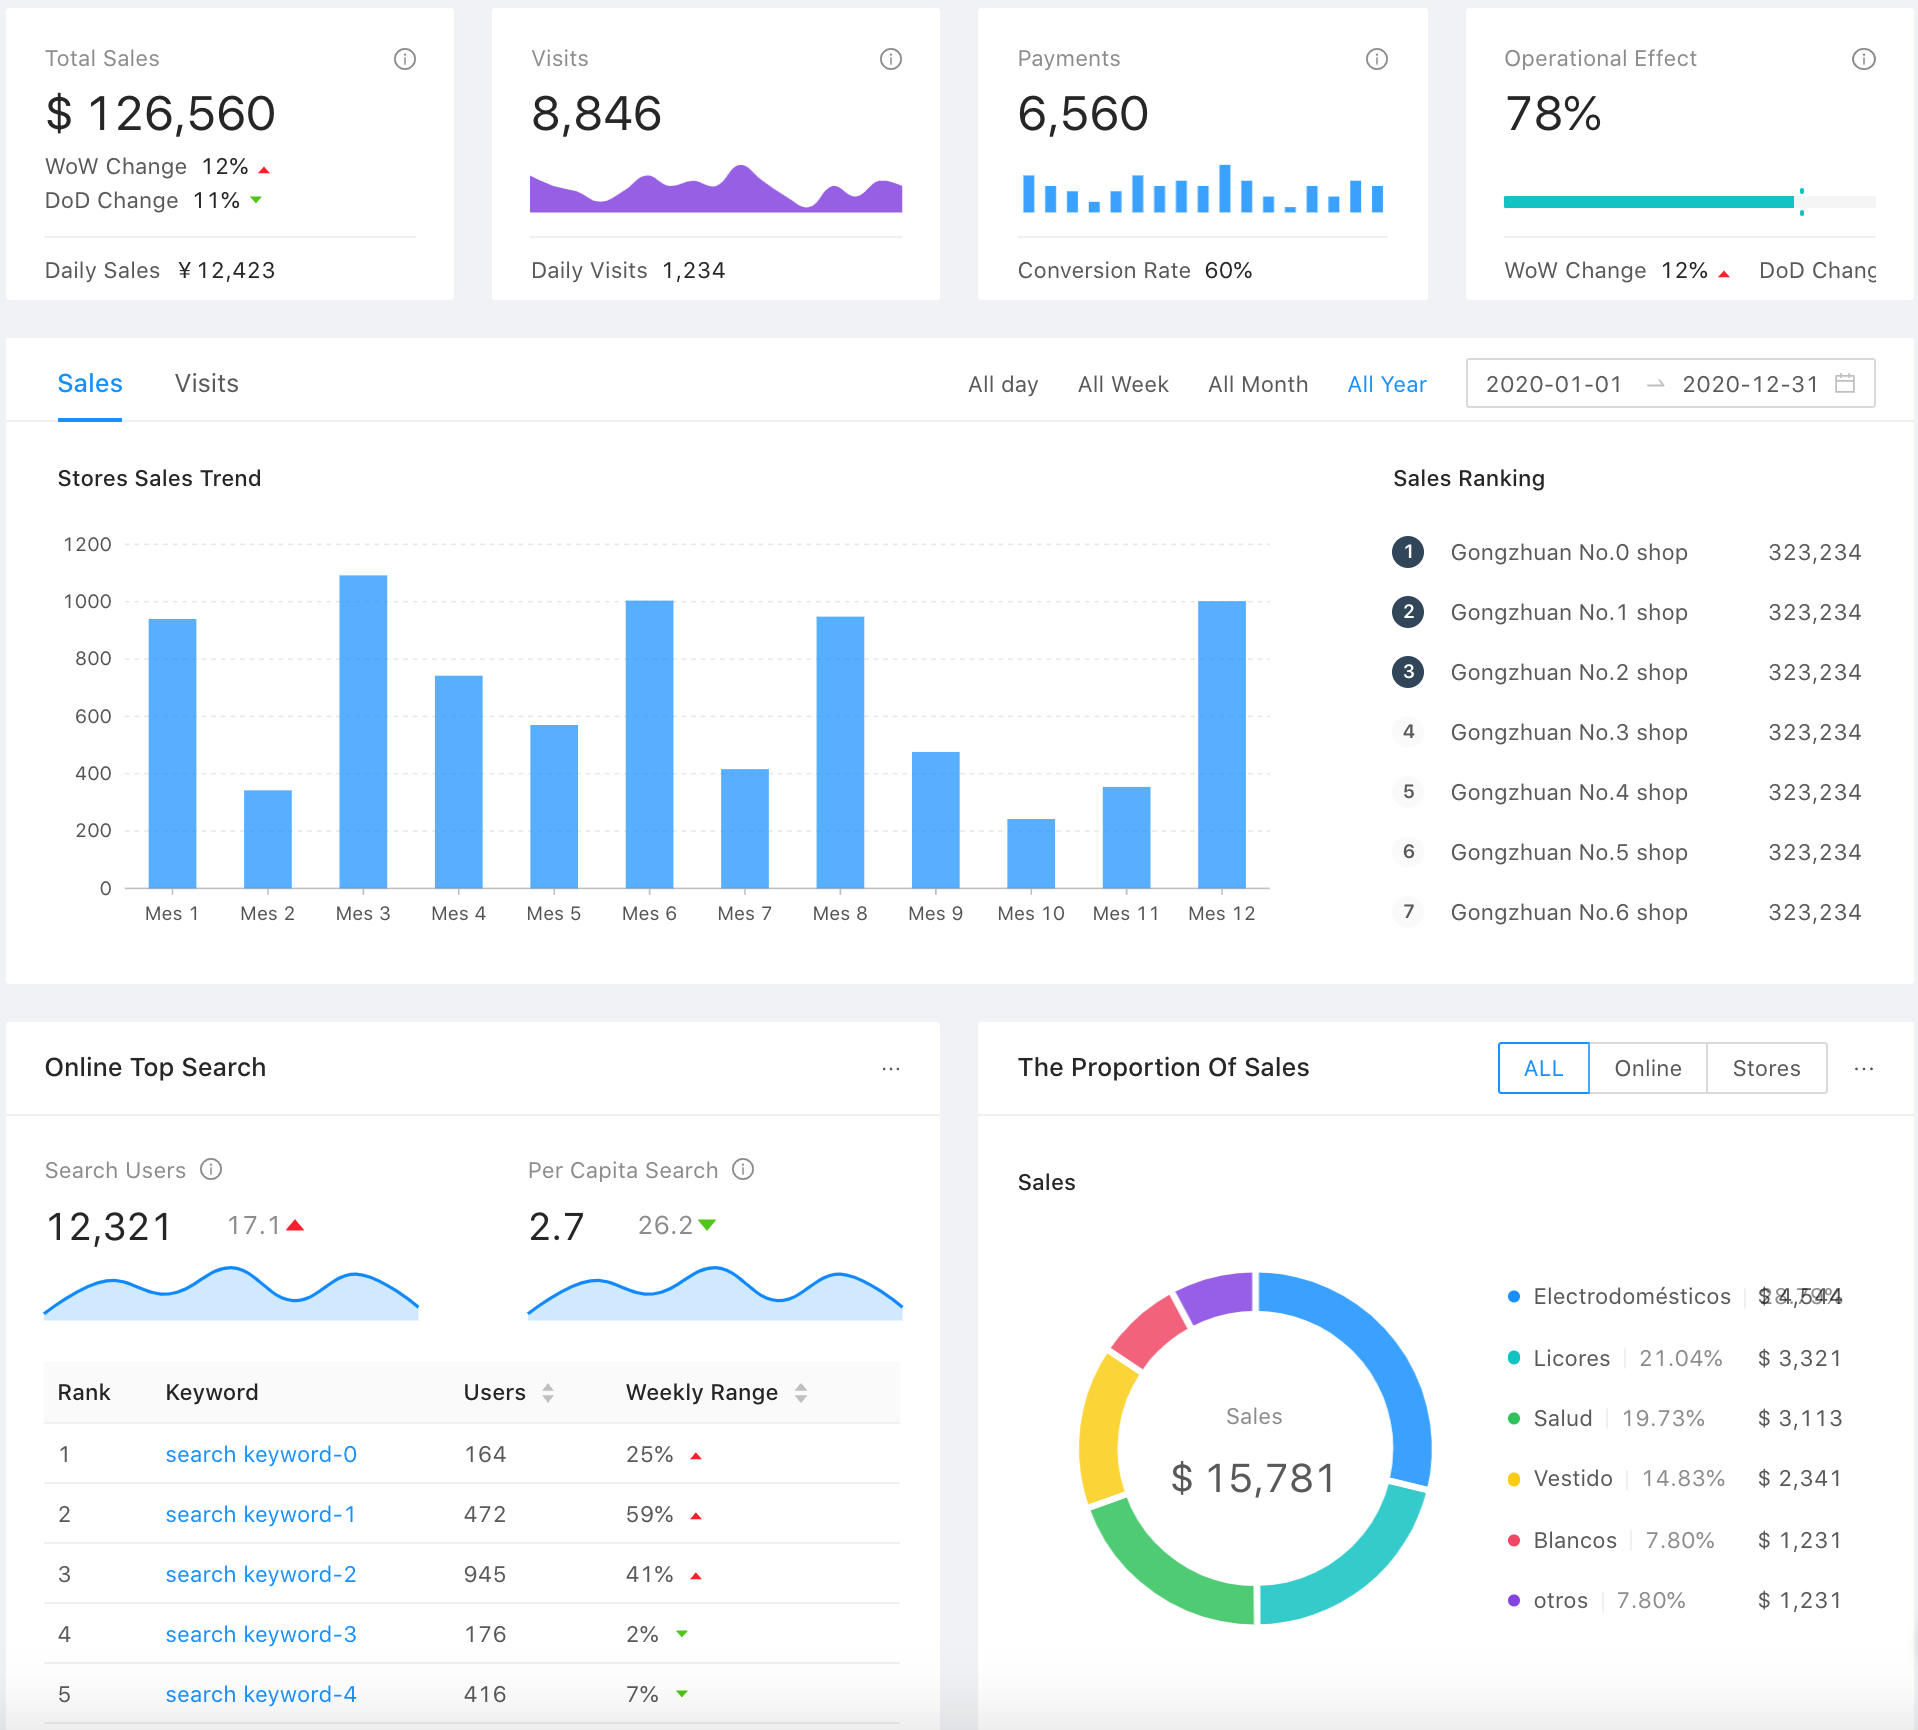 Total Sales
$ 126,560
WoW Change 12%
DoD Change 11%
Daily Sales ¥ 12,423
Visits
8,846
Daily Visits 1,234
Payments
6,560
Conversion Rate 60%
Operational Effect
78%
WoW Change 12% DoD Chang
Sales Visits
All day All Week All Month All Year 2020-01-01 2020-12-31
Stores Sales Trend
1200
1000
800
600
400
200
0
Mes 1 Mes 2 Mes 3 Mes 4 Mes 5 Mes 6 Mes 7 Mes 8 Mes 9 Mes 10 Mes 11 Mes 12
Sales Ranking
1 Gongzhuan No.0 shop 323,234
2 Gongzhuan No.1 shop 323,234
3 Gongzhuan No.2 shop 323,234
4 Gongzhuan No.3 shop 323,234
5 Gongzhuan No.4 shop 323,234
6 Gongzhuan No.5 shop 323,234
7 Gongzhuan No.6 shop 323,234
Online Top Search
Search Users
12,321 17.1
Per Capita Search
2.7 26.2
Rank Keyword Users Weekly Range
1 search keyword-0 164 25%
2 search keyword-1 472 59%
3 search keyword-2 945 41%
4 search keyword-3 176 2%
5 search keyword-4 416 7%
The Proportion Of Sales
ALL Online Stores
Sales
Sales
$ 15,781
Electrodomésticos $ 4,544
Licores 21.04% $ 3,321
Salud 19.73% $ 3,113
Vestido 14.83% $ 2,341
Blancos 7.80% $ 1,231
otros 7.80% $ 1,231